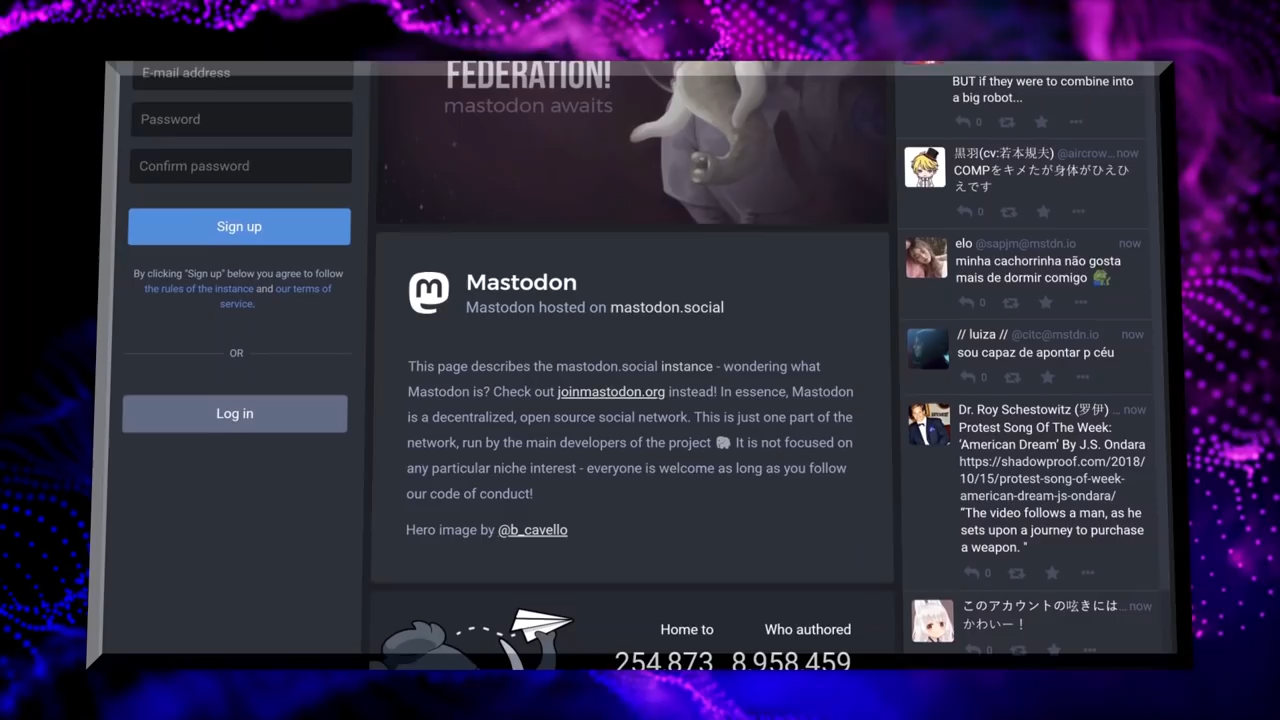 E-mail address
Password
Confirm password
Sign up
By clicking "Sign up" below you agree to follow
the rules of the instance and our terms of
service.
OR
Log in
FEDERATION!
mastodon awaits
Mastodon
Mastodon hosted on mastodon.social
This page describes the mastodon.social instance - wondering what
Mastodon is? Check out joinmastodon.org instead! In essence, Mastodon
is a decentralized, open source social network. This is just one part of the
network, run by the main developers of the project 🐘 It is not focused on
any particular niche interest - everyone is welcome as long as you follow
our code of conduct!
Hero image by @b_cavello
Home to
Who authored
254,873
8,958,459
BUT if they were to combine into
a big robot...
0
黒羽(cv:若本規夫) @aircrow... now
COMPをキメたが身体がひえひ
えです
0
elo @sapjm@mstdn.io now
minha cachorrinha não gosta
mais de dormir comigo
0
// luiza // @citc@mstdn.io now
sou capaz de apontar p céu
0
Dr. Roy Schestowitz (罗伊) ... now
Protest Song Of The Week:
‘American Dream’ By J.S. Ondara
https://shadowproof.com/2018/
10/15/protest-song-of-week-
american-dream-js-ondara/
"The video follows a man, as he
sets upon a journey to purchase
a weapon. "
0
このアカウントの呟きには... now
かわいー！
0